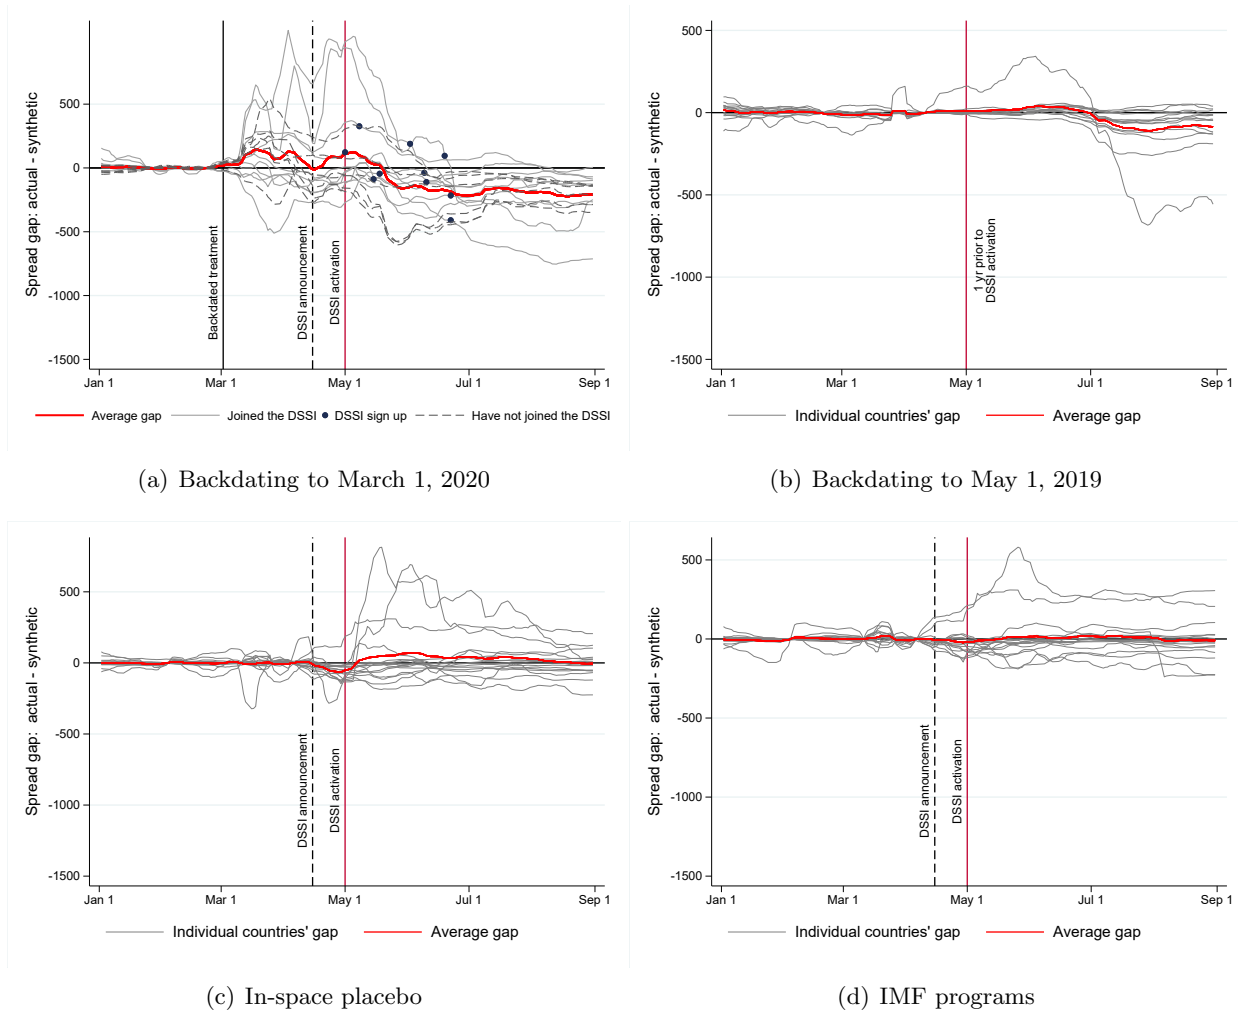 500
0
-500
-1000
-1500
Spread gap: actual - synthetic
Backdated treatment
DSSI announcement
DSSI activation
Jan 1
Mar 1
May 1
Jul 1
Sep 1
Average gap
Joined the DSSI
DSSI sign up
Have not joined the DSSI
(a) Backdating to March 1, 2020
500
0
-500
-1000
-1500
Spread gap: actual - synthetic
1 yr prior to
DSSI activation
Jan 1
Mar 1
May 1
Jul 1
Sep 1
Individual countries' gap
Average gap
(b) Backdating to May 1, 2019
500
0
-500
-1000
-1500
Spread gap: actual - synthetic
DSSI announcement
DSSI activation
Jan 1
Mar 1
May 1
Jul 1
Sep 1
Individual countries' gap
Average gap
(c) In-space placebo
500
0
-500
-1000
-1500
Spread gap: actual - synthetic
DSSI announcement
DSSI activation
Jan 1
Mar 1
May 1
Jul 1
Sep 1
Individual countries' gap
Average gap
(d) IMF programs